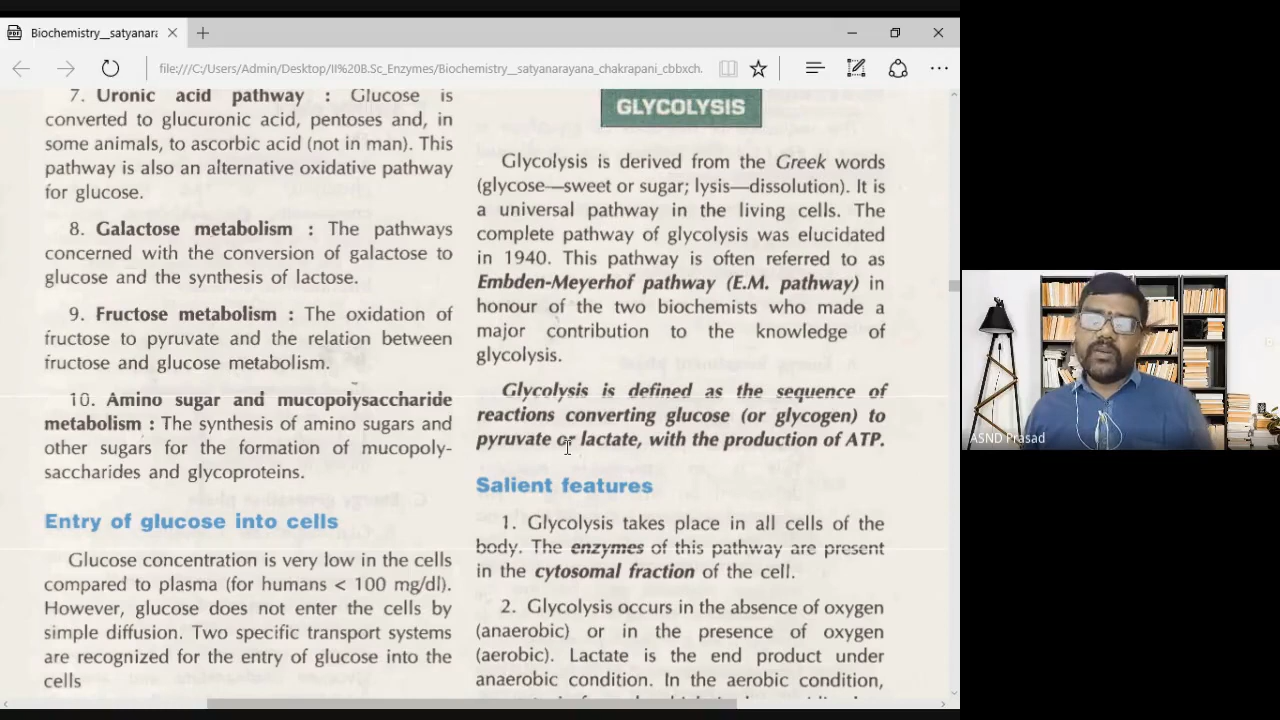 Biochemistry__satyanara
file:///C:/Users/Admin/Desktop/II%20B.Sc_Enzymes/Biochemistry__satyanarayana_chakrapani_cbbxch.
7. Uronic acid pathway : Glucose is
converted to glucuronic acid, pentoses and, in
some animals, to ascorbic acid (not in man). This
pathway is also an alternative oxidative pathway
for glucose.
8. Galactose metabolism : The pathways
concerned with the conversion of galactose to
glucose and the synthesis of lactose.
9. Fructose metabolism : The oxidation of
fructose to pyruvate and the relation between
fructose and glucose metabolism.
10. Amino sugar and mucopolysaccharide
metabolism : The synthesis of amino sugars and
other sugars for the formation of mucopoly-
saccharides and glycoproteins.
Entry of glucose into cells
Glucose concentration is very low in the cells
compared to plasma (for humans < 100 mg/dl).
However, glucose does not enter the cells by
simple diffusion. Two specific transport systems
are recognized for the entry of glucose into the
cells
GLYCOLYSIS
Glycolysis is derived from the Greek words
(glycose—sweet or sugar; lysis—dissolution). It is
a universal pathway in the living cells. The
complete pathway of glycolysis was elucidated
in 1940. This pathway is often referred to as
Embden-Meyerhof pathway (E.M. pathway) in
honour of the two biochemists who made a
major contribution to the knowledge of
glycolysis.
Glycolysis is defined as the sequence of
reactions converting glucose (or glycogen) to
pyruvate or lactate, with the production of ATP.
Salient features
1. Glycolysis takes place in all cells of the
body. The enzymes of this pathway are present
in the cytosomal fraction of the cell.
2. Glycolysis occurs in the absence of oxygen
(anaerobic) or in the presence of oxygen
(aerobic). Lactate is the end product under
anaerobic condition. In the aerobic condition,
ASND Prasad